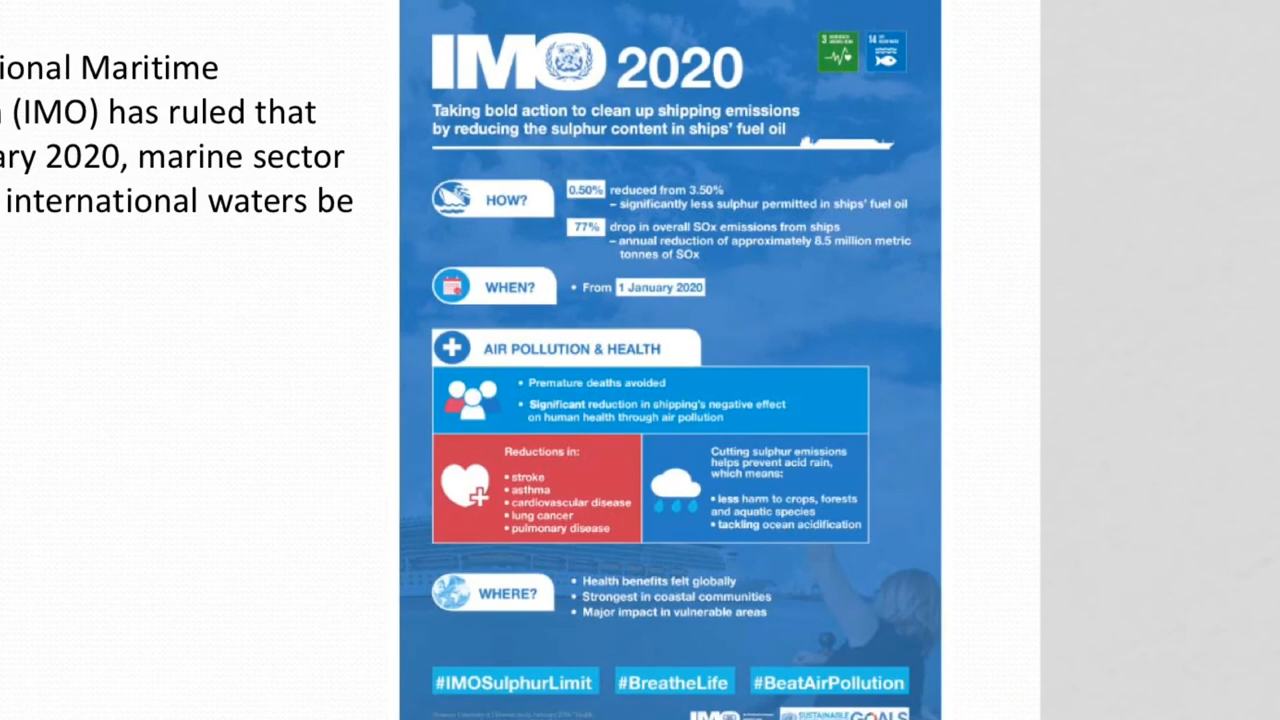 ional Maritime
(IMO) has ruled that
ary 2020, marine sector
international waters be
IMO 2020
Taking bold action to clean up shipping emissions
by reducing the sulphur content in ships' fuel oil
HOW?
0.50% reduced from 3.50%
– significantly less sulphur permitted in ships' fuel oil
77% drop in overall SOx emissions from ships
– annual reduction of approximately 8.5 million metric
tonnes of SOx
WHEN?
• From 1 January 2020
AIR POLLUTION & HEALTH
• Premature deaths avoided
• Significant reduction in shipping's negative effect
on human health through air pollution
Reductions in:
• stroke
• asthma
• cardiovascular disease
• lung cancer
• pulmonary disease
Cutting sulphur emissions
helps prevent acid rain,
which means:
• less harm to crops, forests
and aquatic species
• tackling ocean acidification
WHERE?
• Health benefits felt globally
• Strongest in coastal communities
• Major impact in vulnerable areas
#IMOSulphurLimit #BreatheLife #BeatAirPollution
IMO SUSTAINABLE GOALS